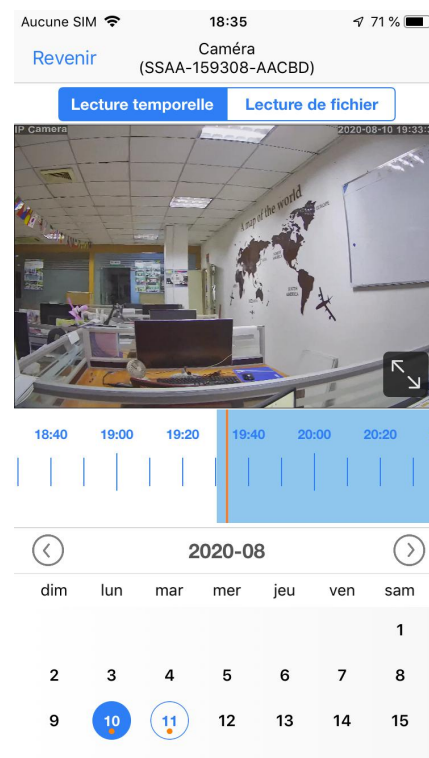 Aucune SIM 18:35 71 %
Revenir
Caméra
(SSAA-159308-AACBD)
Lecture temporelle Lecture de fichier
IP Camera 2020-08-10 19:33:
A map of the world
18:40 19:00 19:20 19:40 20:00 20:20
2020-08
dim lun mar mer jeu ven sam
1
2 3 4 5 6 7 8
9 10 11 12 13 14 15